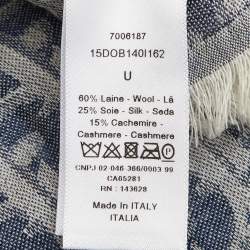 7006187
15DOB140I162
U
60% Laine - Wool - Lã
25% Soie - Silk - Seda
15% Cachemire -
Cashmere - Cashmere
CNPJ 02.046.366/0003.99
CA65281
RN : 143628
Made In ITALY
ITALIA